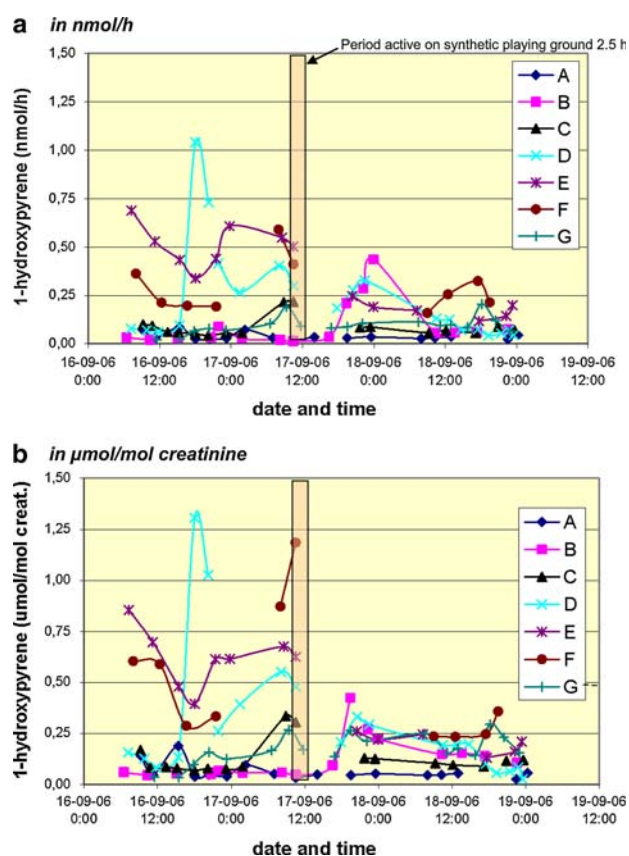 a in nmol/h
Period active on synthetic playing ground 2.5 h
1-hydroxypyrene (nmol/h)
1,50
1,25
1,00
0,75
0,50
0,25
0,00
A
B
C
D
E
F
G
16-09-06 16-09-06 17-09-06 17-09-06 18-09-06 18-09-06 19-09-06 19-09-06
0:00 12:00 0:00 12:00 0:00 12:00 0:00 12:00
date and time
b in µmol/mol creatinine
1-hydroxypyrene (umol/mol creat.)
1,50
1,25
1,00
0,75
0,50
0,25
0,00
A
B
C
D
E
F
G
16-09-06 16-09-06 17-09-06 17-09-06 18-09-06 18-09-06 19-09-06 19-09-06
0:00 12:00 0:00 12:00 0:00 12:00 0:00 12:00
date and time